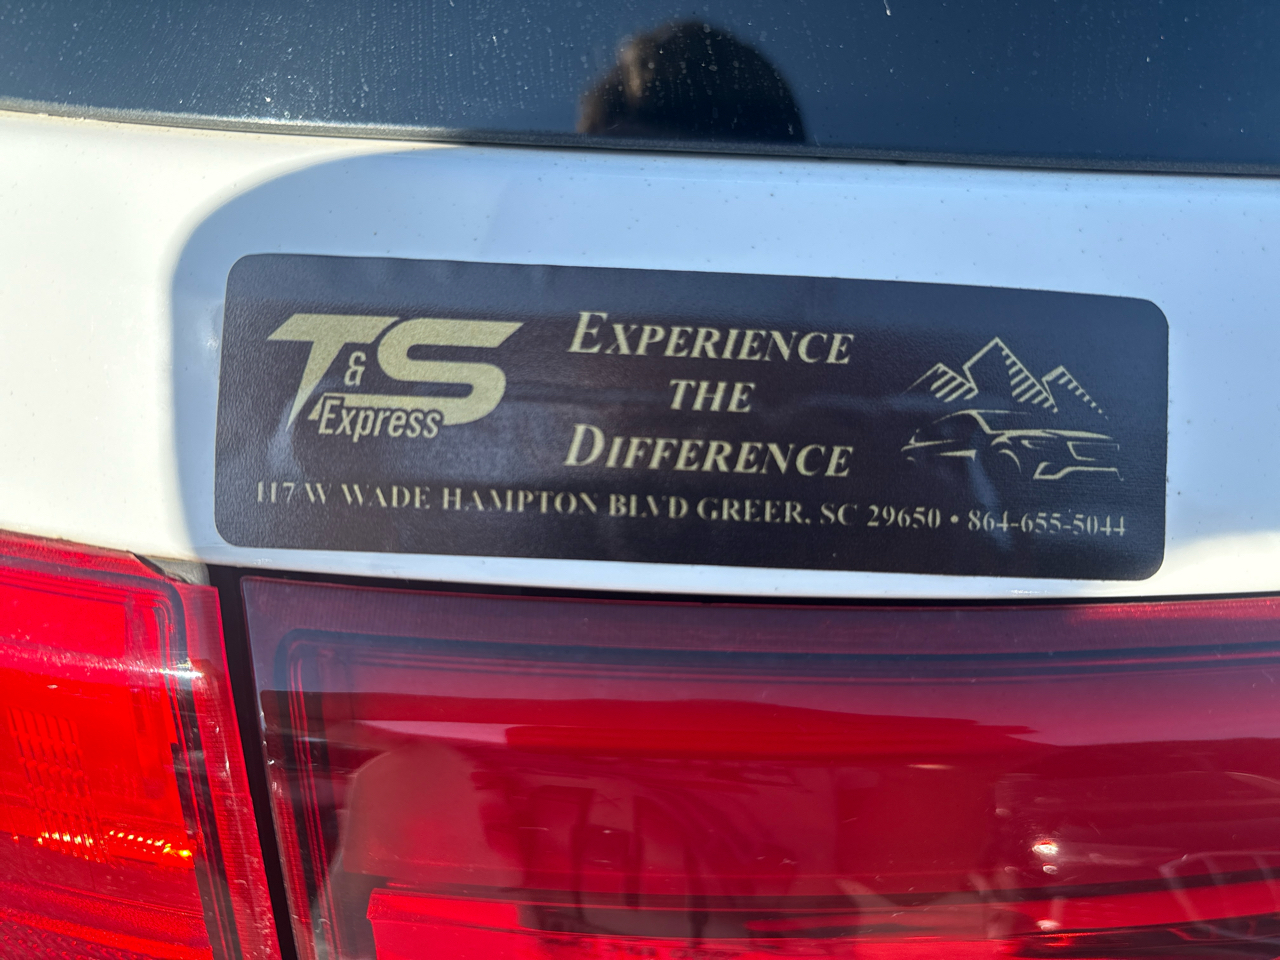 T&S
Express
EXPERIENCE
THE
DIFFERENCE
117 W WADE HAMPTON BLVD GREER, SC 29650 • 864-655-5044